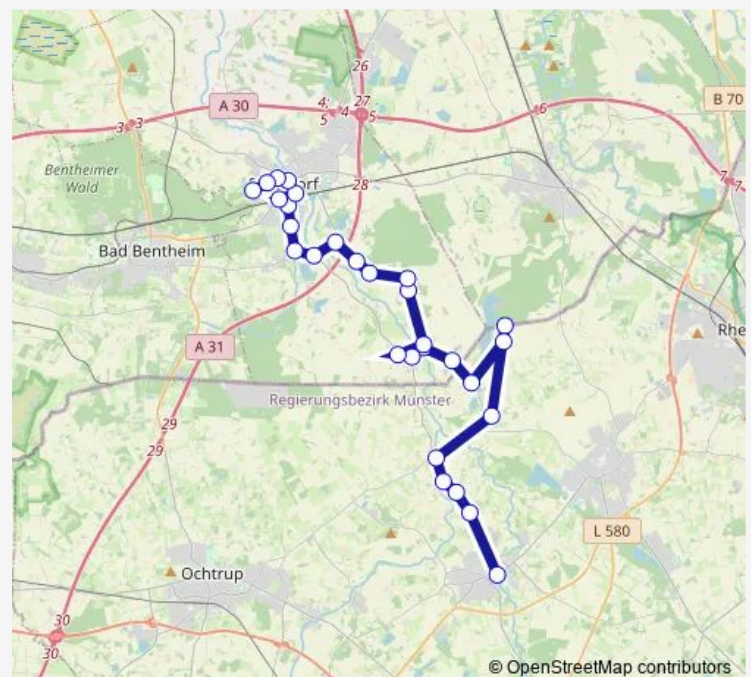 26
A 30
4;
5
4
27
5
6
B 70
3
3
7
7
Bentheimer
Wald
28
Bad Bentheim
Rhe
A 31
Regierungsbezirk Münster
29
29
L 580
Ochtrup
30
30
© OpenStreetMap contributors